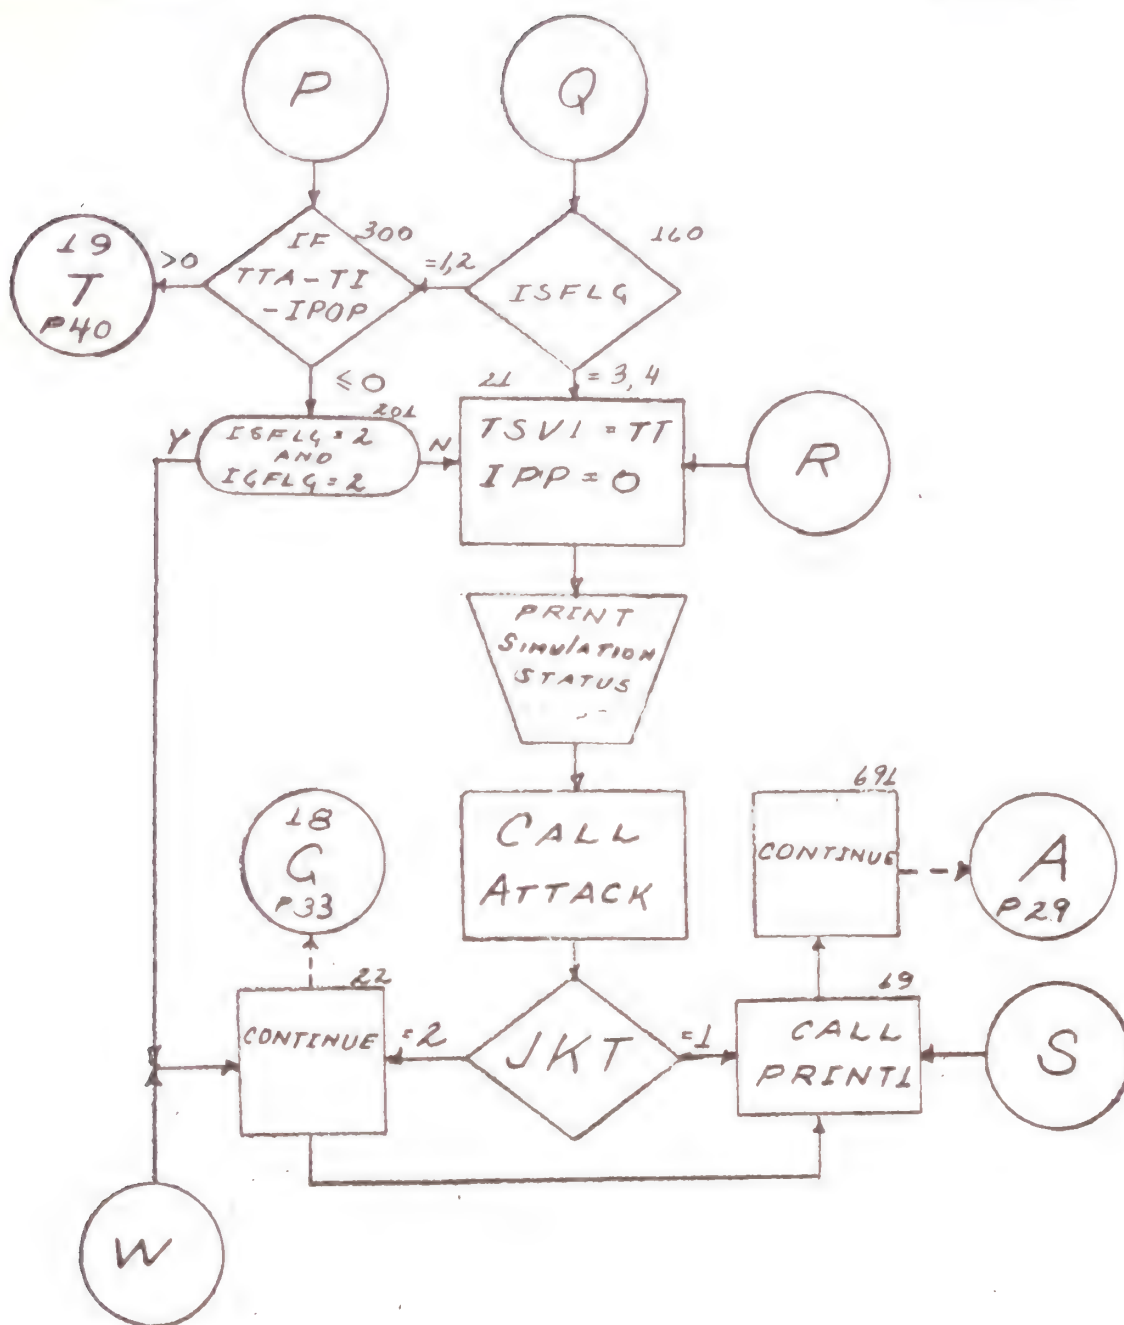 P
Q
300
160
19
T
P40
>0
IF
TTA-TI
-IPOP
=1,2
ISFLG
≤0
21
=3,4
201
Y
ISFLG=2
AND
IGFLG=2
N
TSV1=TT
IPP=0
R
PRINT
SIMULATION
STATUS
691
18
G
P33
CALL
ATTACK
CONTINUE
A
P29
22
19
CONTINUE
=2
JKT
=1
CALL
PRINT1
S
W